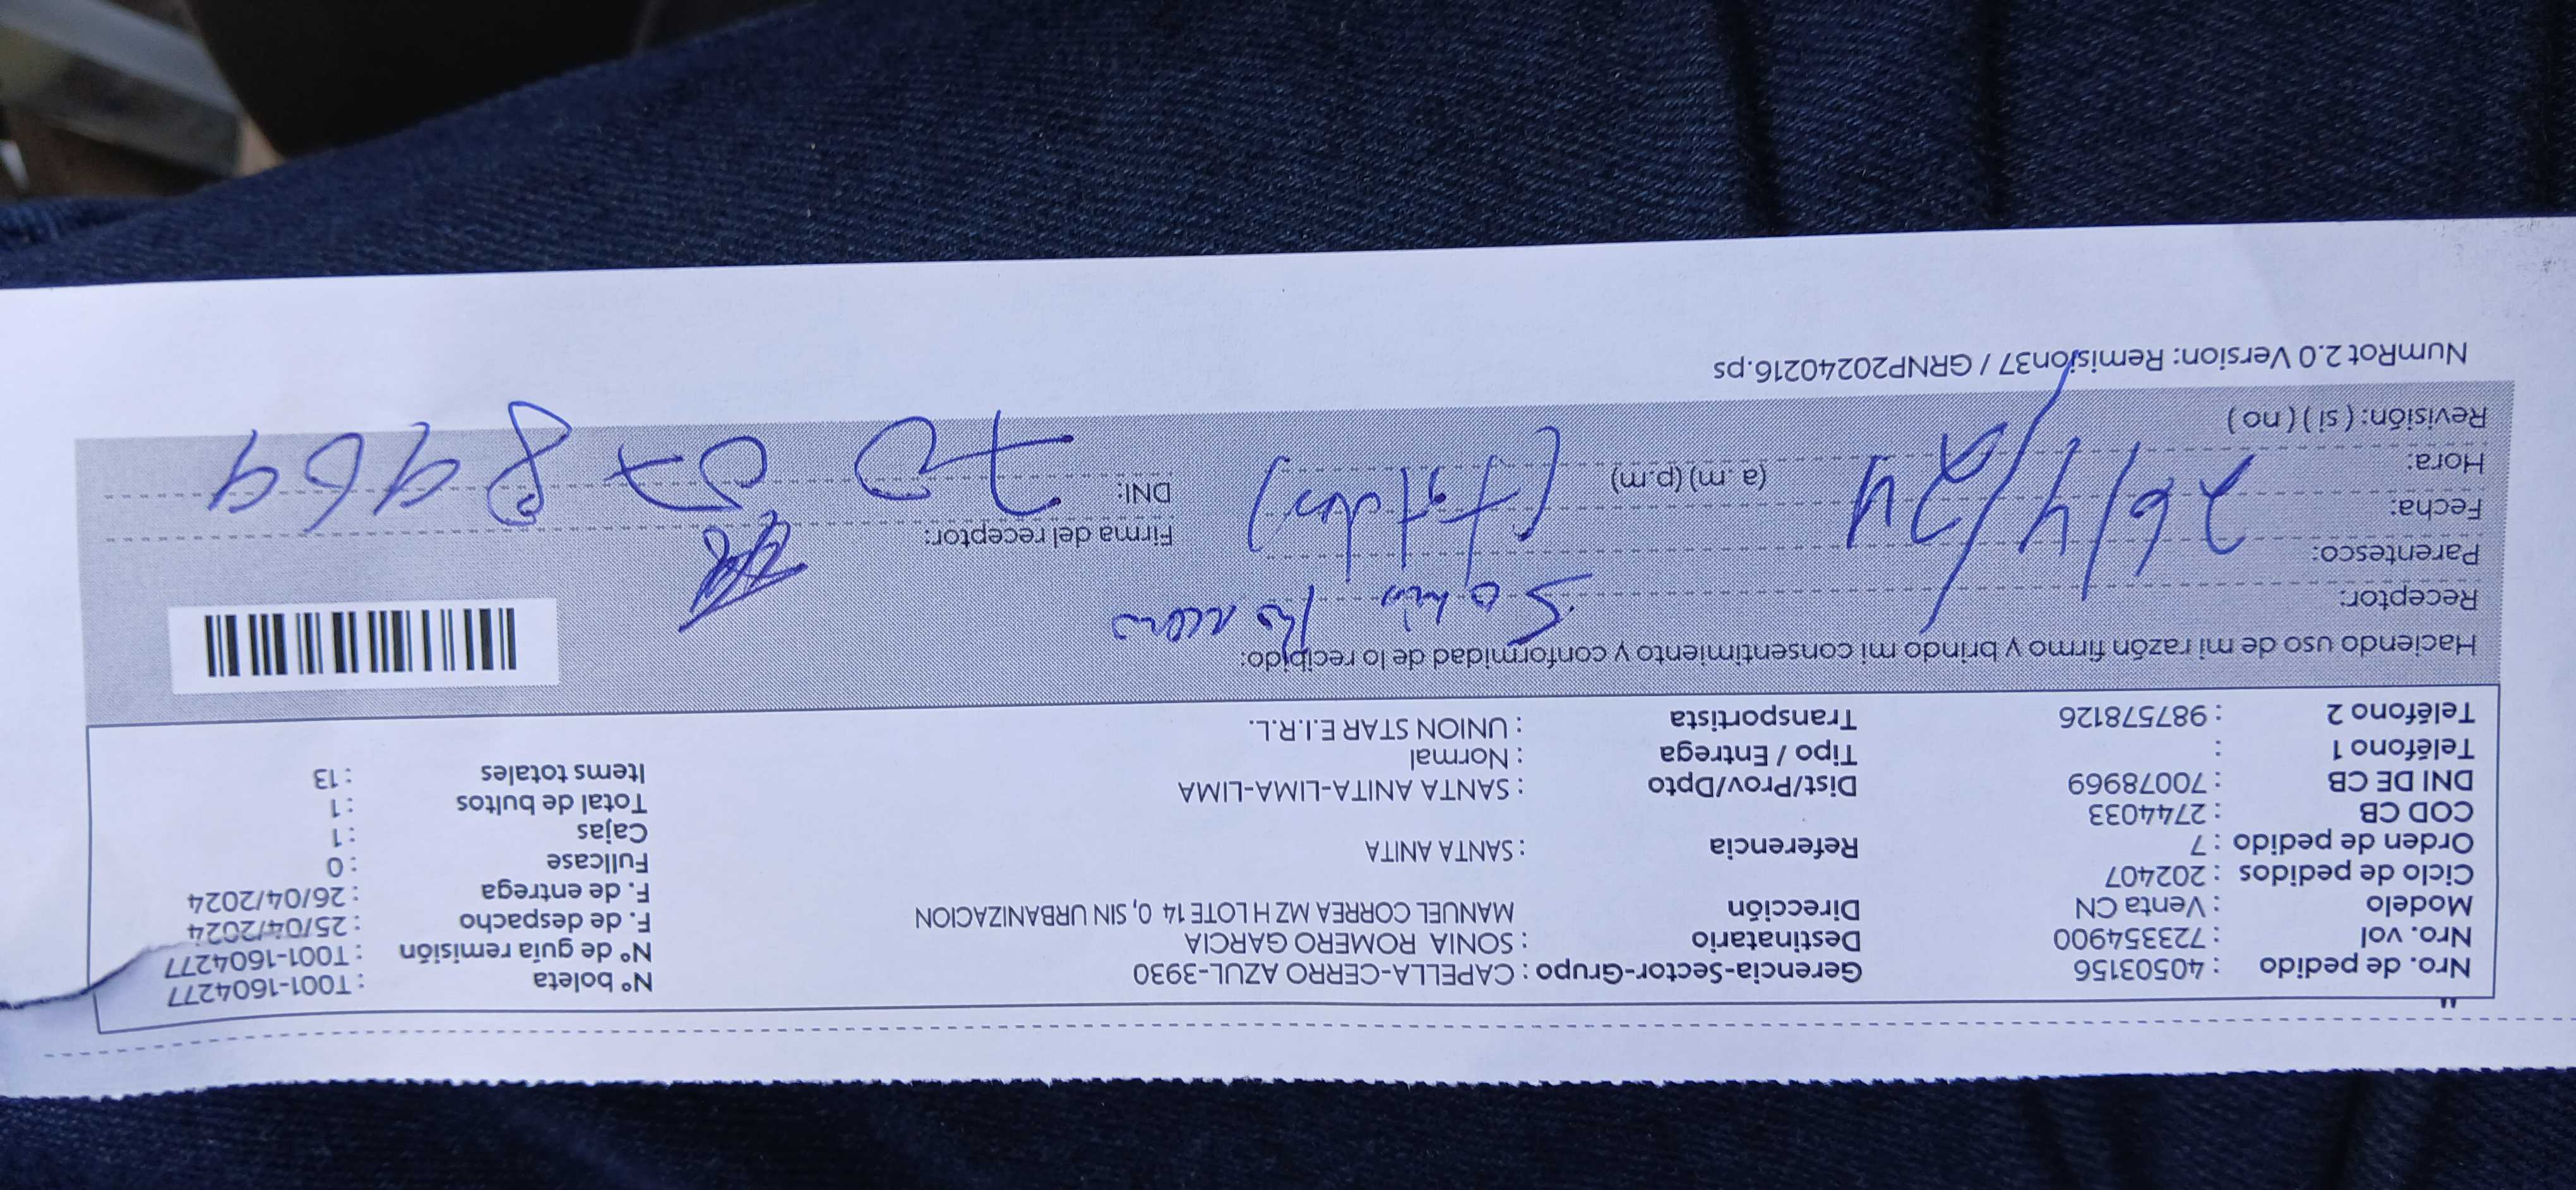 Nro. de pedido : 40503156 Gerencia-Sector-Grupo : CAPELLA-CERRO AZUL-3930 N° boleta : T001-1604277
Nro. vol : 723354900 Destinatario : SONIA ROMERO GARCIA N° de guía remisión : T001-1604277
Modelo : Venta CN Dirección MANUEL CORREA MZ H LOTE 14 0, SIN URBANIZACION F. de despacho : 25/04/2024
Ciclo de pedidos : 202407 F. de entrega : 26/04/2024
Orden de pedido : 7 Referencia : SANTA ANITA Fullcase : 0
COD CB : 2744033 Cajas : 1
DNI DE CB : 70078969 Dist/Prov/Dpto : SANTA ANITA-LIMA-LIMA Total de bultos : 1
Teléfono 1 : Tipo / Entrega : Normal Items totales : 13
Teléfono 2 : 987578126 Transportista : UNION STAR E.I.R.L.
Haciendo uso de mi razón firmo y brindo mi consentimiento y conformidad de lo recibido:
Receptor: Sonia Romero
Parentesco:
Fecha: 26/4/24 (titular) Firma del receptor:
Hora: (a. m) (p.m) DNI: 70078969
Revisión: ( si ) ( no )
NumRot 2.0 Version: Remision37 / GRNP20240216.ps